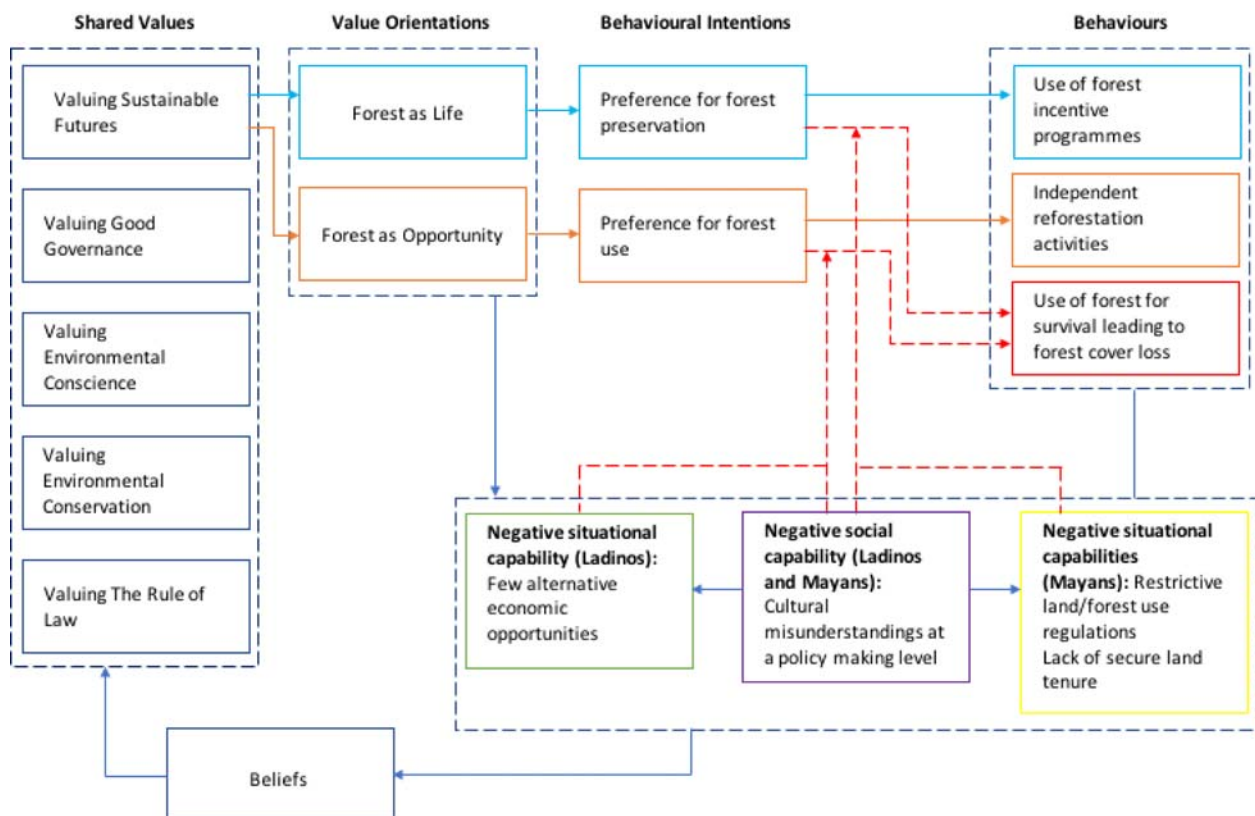 Shared Values
Value Orientations
Behavioural Intentions
Behaviours
Valuing Sustainable
Futures
Forest as Life
Preference for forest
preservation
Use of forest
incentive
programmes
Valuing Good
Governance
Forest as Opportunity
Preference for forest
use
Independent
reforestation
activities
Valuing
Environmental
Conscience
Use of forest for
survival leading to
forest cover loss
Valuing
Environmental
Conservation
Valuing The Rule of
Law
Negative situational
capability (Ladinos):
Few alternative
economic
opportunities
Negative social
capability (Ladinos
and Mayans):
Cultural
misunderstandings at
a policy making level
Negative situational
capabilities
(Mayans): Restrictive
land/forest use
regulations
Lack of secure land
tenure
Beliefs